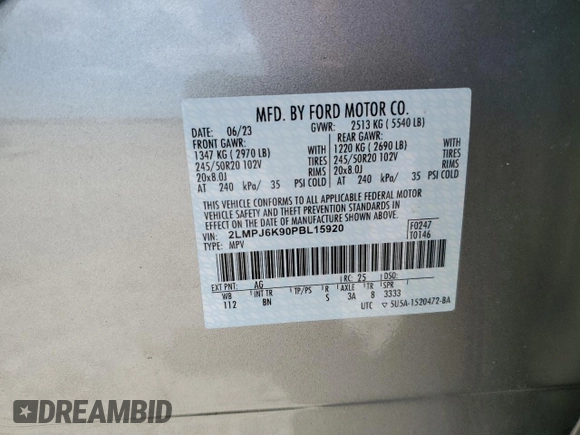 MFD. BY FORD MOTOR CO.
DATE: 06/23 GVWR: 2513 KG ( 5540 LB)
FRONT GAWR: REAR GAWR:
1347 KG ( 2970 LB) WITH 1220 KG ( 2690 LB) WITH
245/50R20 102V TIRES 245/50R20 102V TIRES
20x8.0J RIMS 20x8.0J RIMS
AT 240 kPa/ 35 PSI COLD AT 240 kPa/ 35 PSI COLD
THIS VEHICLE CONFORMS TO ALL APPLICABLE FEDERAL MOTOR
VEHICLE SAFETY AND THEFT PREVENTION STANDARDS IN EFFECT ON
THE DATE OF MANUFACTURE SHOWN ABOVE.
VIN: 2LMPJ6K90PBL15920 F0247
TYPE: MPV T0146
EXT PNT: AG RC: 25 DSO:
WB INT TR TP/PS R AXLE TR SPR
112 BN S 3A 8 3333
UTC ▽ 5U5A-1520472-BA
DREAMBID